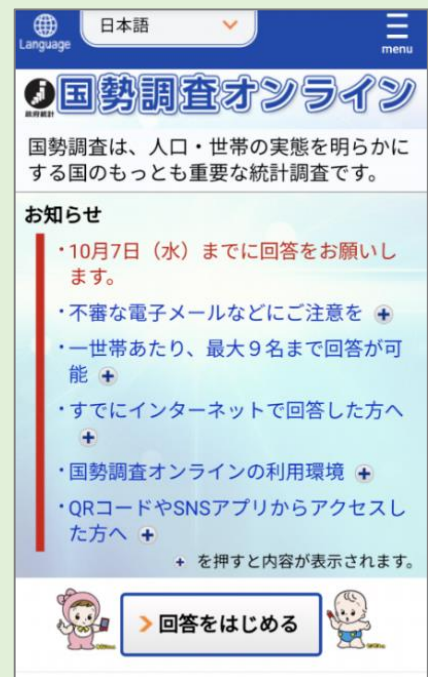 日本語
Language
menu
国勢調査オンライン
政府統計
国勢調査は、人口・世帯の実態を明らかに
する国のもっとも重要な統計調査です。
お知らせ
・10月7日（水）までに回答をお願いし
ます。
・不審な電子メールなどにご注意を
・一世帯あたり、最大９名まで回答が可
能
・すでにインターネットで回答した方へ
・国勢調査オンラインの利用環境
・QRコードやSNSアプリからアクセスし
た方へ
を押すと内容が表示されます。
回答をはじめる